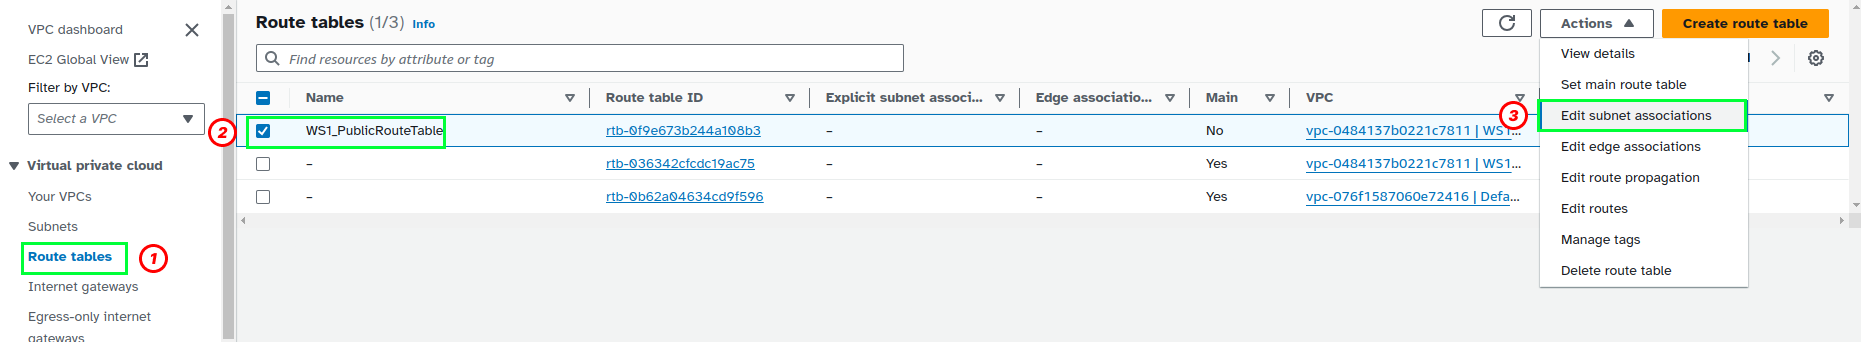 VPC dashboard
EC2 Global View
Filter by VPC:
Select a VPC
Virtual private cloud
Your VPCs
Subnets
Route tables
1
Internet gateways
Egress-only internet
gateways
Route tables (1/3) Info
Actions
Create route table
Find resources by attribute or tag
Name Route table ID Explicit subnet associ... Edge associatio... Main VPC
2
WS1_PublicRouteTable rtb-0f9e673b244a108b3 – – No vpc-0484137b0221c7811 | WS1...
– rtb-036342cfcdc19ac75 – – Yes vpc-0484137b0221c7811 | WS1...
– rtb-0b62a04634cd9f596 – – Yes vpc-076f1587060e72416 | Defa...
View details
Set main route table
3
Edit subnet associations
Edit edge associations
Edit route propagation
Edit routes
Manage tags
Delete route table